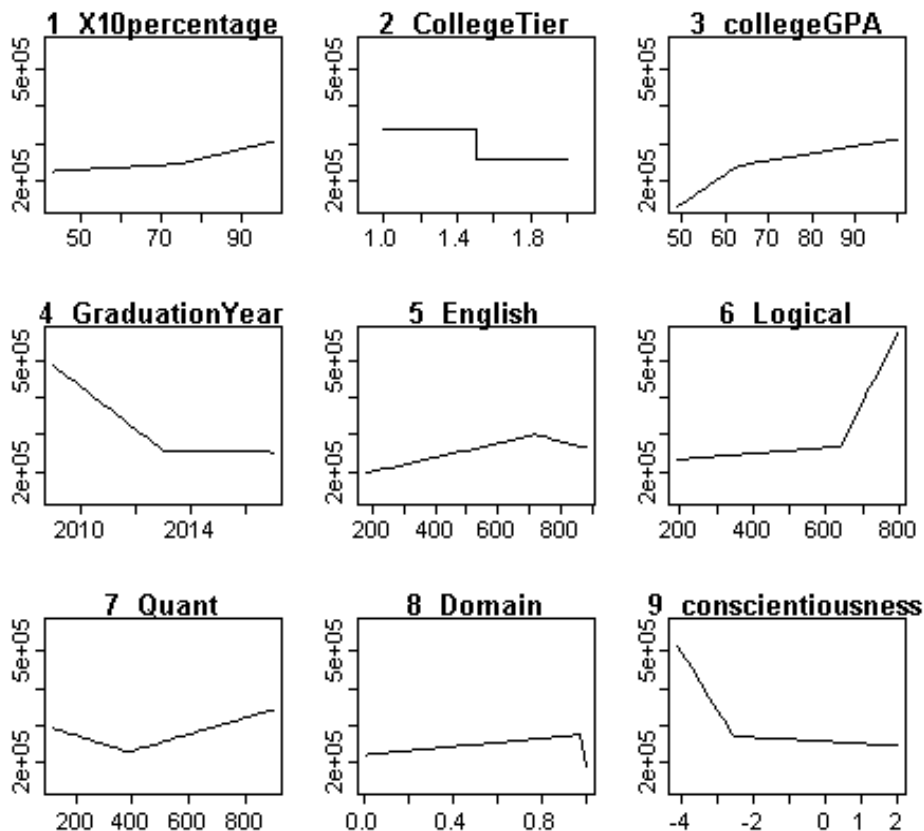 1 X10percentage
2 CollegeTier
3 collegeGPA
5e+05
2e+05
50 70 90
5e+05
2e+05
1.0 1.4 1.8
5e+05
2e+05
50 60 70 80 90
4 GraduationYear
5 English
6 Logical
5e+05
2e+05
2010 2014
5e+05
2e+05
200 400 600 800
5e+05
2e+05
200 400 600 800
7 Quant
8 Domain
9 conscientiousness
5e+05
2e+05
200 400 600 800
5e+05
2e+05
0.0 0.4 0.8
5e+05
2e+05
-4 -2 0 1 2